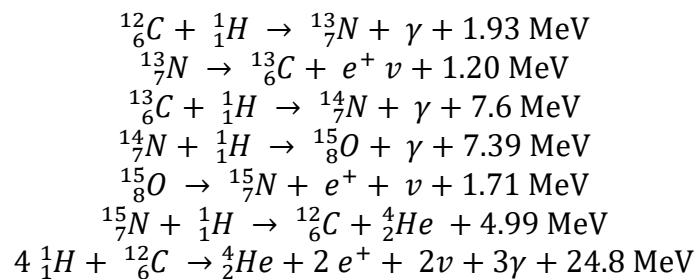 ¹²₆C + ¹₁H → ¹³₇N + γ + 1.93 MeV
¹³₇N → ¹³₆C + e⁺ ν + 1.20 MeV
¹³₆C + ¹₁H → ¹⁴₇N + γ + 7.6 MeV
¹⁴₇N + ¹₁H → ¹⁵₈O + γ + 7.39 MeV
¹⁵₈O → ¹⁵₇N + e⁺ + ν + 1.71 MeV
¹⁵₇N + ¹₁H → ¹²₆C + ⁴₂He + 4.99 MeV
4 ¹₁H + ¹²₆C → ⁴₂He + 2 e⁺ + 2ν + 3γ + 24.8 MeV